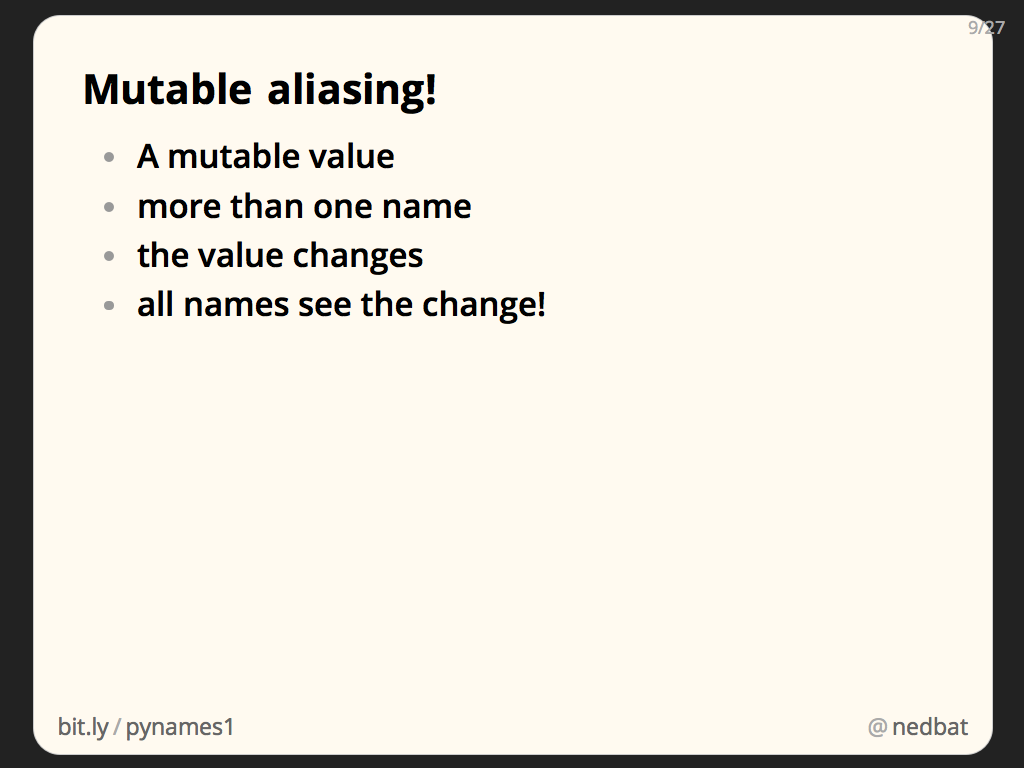 9/27
Mutable aliasing!
• A mutable value
• more than one name
• the value changes
• all names see the change!
bit.ly/pynames1
@nedbat